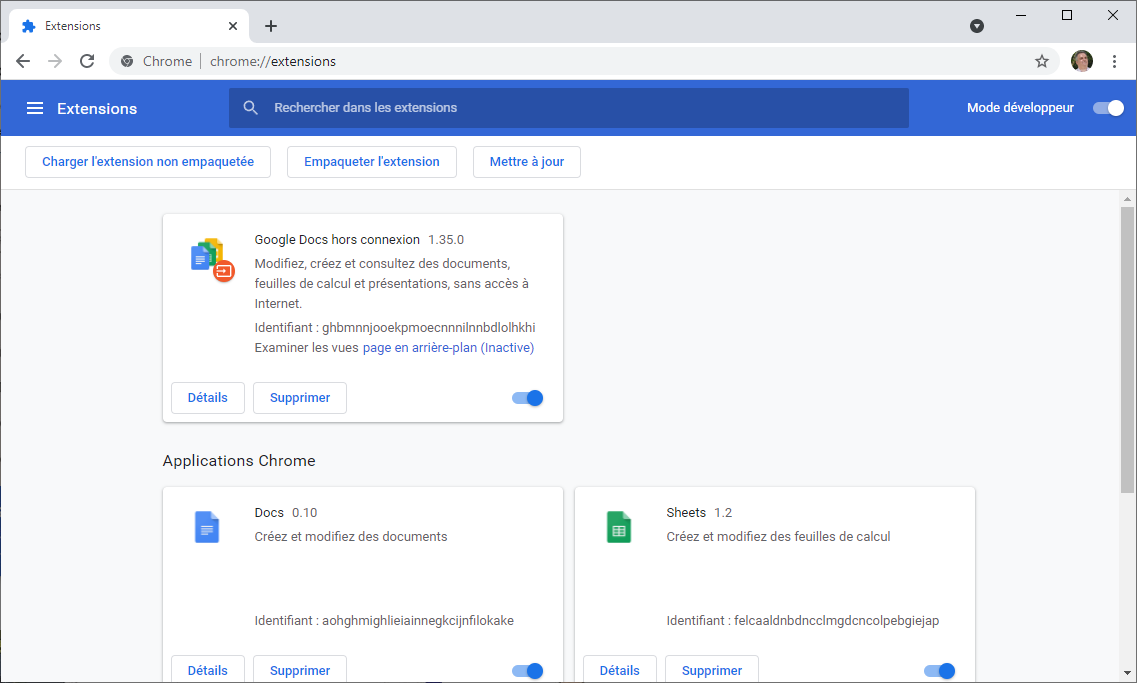 Extensions
Chrome | chrome://extensions
Extensions
Rechercher dans les extensions
Mode développeur
Charger l'extension non empaquetée
Empaqueter l'extension
Mettre à jour
Google Docs hors connexion 1.35.0
Modifiez, créez et consultez des documents,
feuilles de calcul et présentations, sans accès à
Internet.
Identifiant : ghbmnnjooekpmoecnnnilnnbdlolhkhi
Examiner les vues page en arrière-plan (Inactive)
Détails
Supprimer
Applications Chrome
Docs 0.10
Créez et modifiez des documents
Identifiant : aohghmighlieiainnegkcijnfilokake
Détails
Supprimer
Sheets 1.2
Créez et modifiez des feuilles de calcul
Identifiant : felcaaldnbdncclmgdcncolpebgiejap
Détails
Supprimer